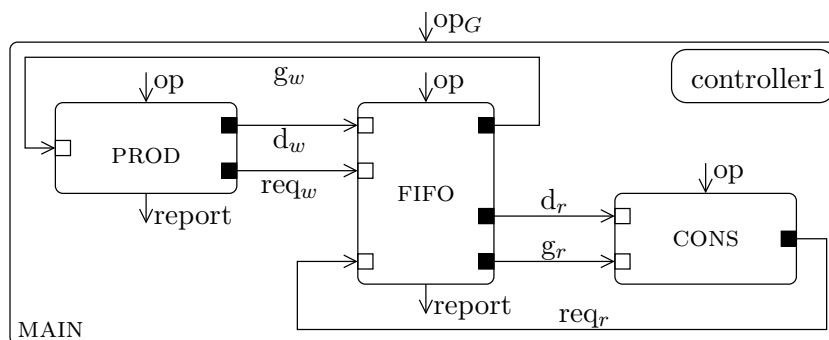 op_G
g_w
controller1
op
op
d_w
PROD
req_w
op
FIFO
d_r
report
CONS
g_r
report
req_r
MAIN